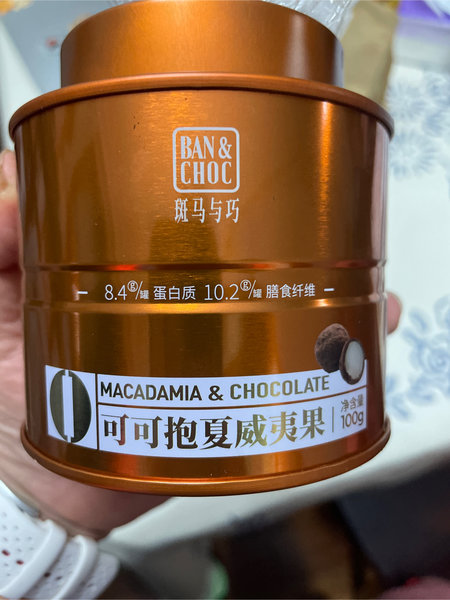 BAN &
CHOC
斑马与巧
8.4g/罐 蛋白质 10.2g/罐 膳食纤维
MACADAMIA & CHOCOLATE
可可抱夏威夷果
净含量
100g